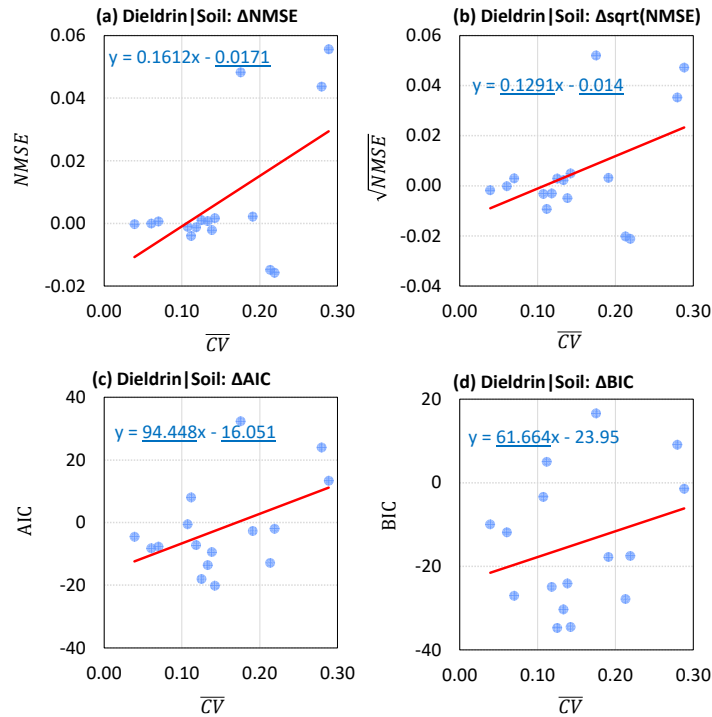 (a) Dieldrin|Soil: ΔNMSE
0.06
0.04
0.02
0.00
-0.02
y = 0.1612x - 0.0171
NMSE
0.00 0.10 0.20 0.30
CV
(b) Dieldrin|Soil: Δsqrt(NMSE)
0.06
0.04
0.02
0.00
-0.02
-0.04
y = 0.1291x - 0.014
√NMSE
0.00 0.10 0.20 0.30
CV
(c) Dieldrin|Soil: ΔAIC
40
20
0
-20
-40
y = 94.448x - 16.051
AIC
0.00 0.10 0.20 0.30
CV
(d) Dieldrin|Soil: ΔBIC
20
0
-20
-40
y = 61.664x - 23.95
BIC
0.00 0.10 0.20 0.30
CV